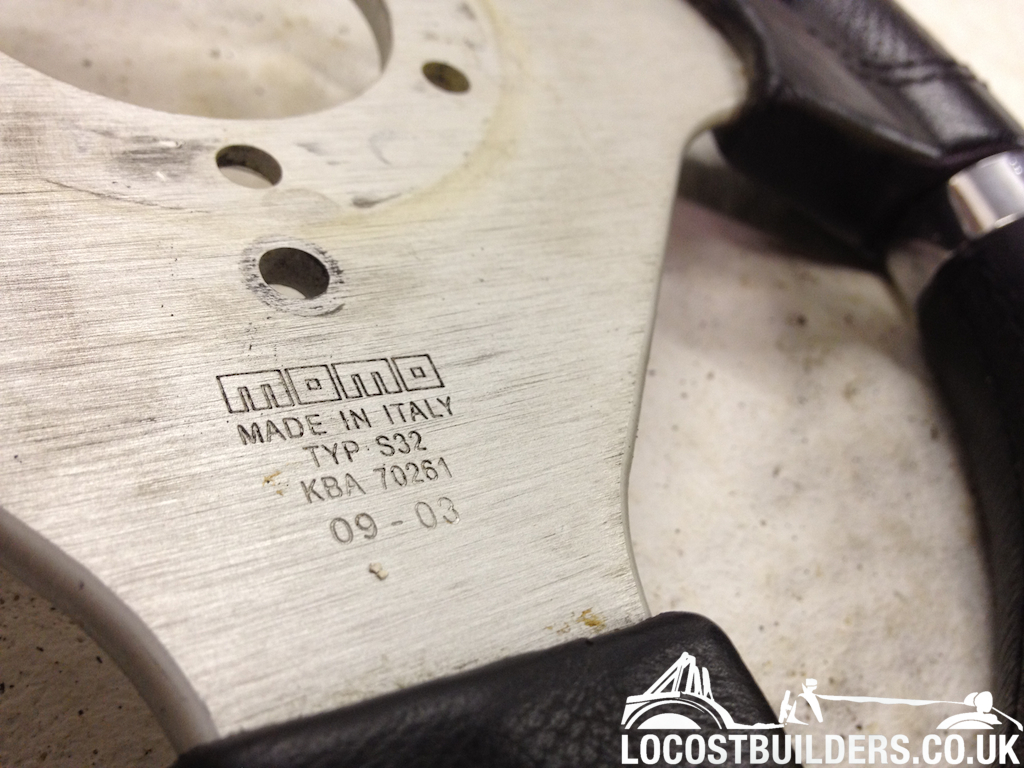 momo
MADE IN ITALY
TYP S32
KBA 70261
09-03
LOCOSTBUILDERS.CO.UK